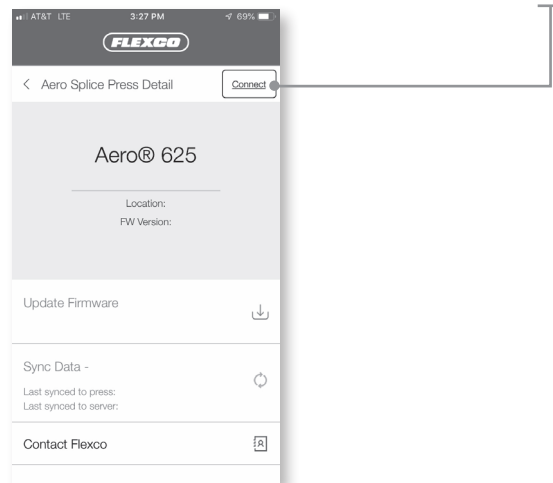 AT&T LTE 3:27 PM 69%
FLEXCO
Aero Splice Press Detail Connect
Aero® 625
Location:
FW Version:
Update Firmware
Sync Data -
Last synced to press:
Last synced to server:
Contact Flexco